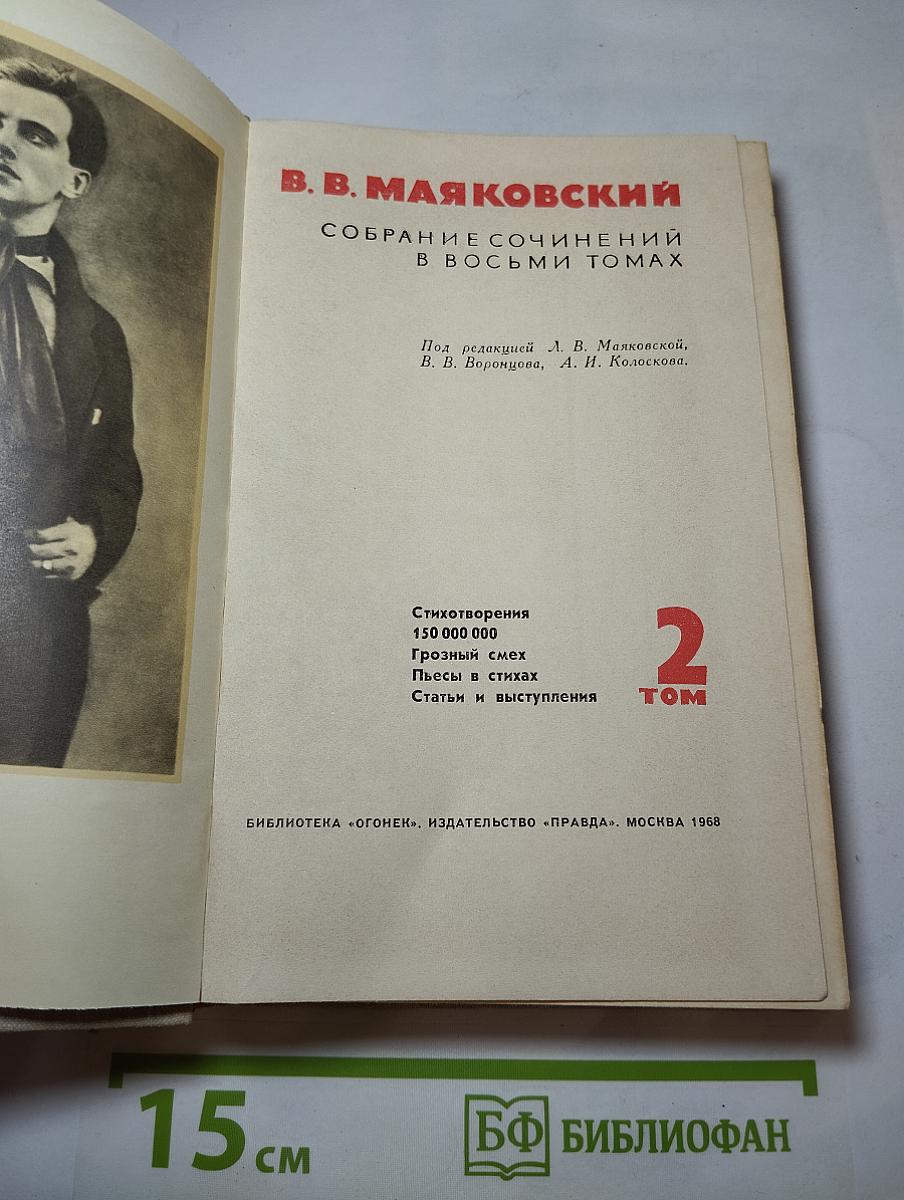 В. В. МАЯКОВСКИЙ
СОБРАНИЕ СОЧИНЕНИЙ
В ВОСЬМИ ТОМАХ
Под редакцией Л. В. Маяковской,
В. В. Воронцова, А. И. Колоскова.
Стихотворения
150 000 000
Грозный смех
Пьесы в стихах
Статьи и выступления
2
ТОМ
БИБЛИОТЕКА «ОГОНЕК». ИЗДАТЕЛЬСТВО «ПРАВДА». МОСКВА 1968
15 см
БФ БИБЛИОФАН